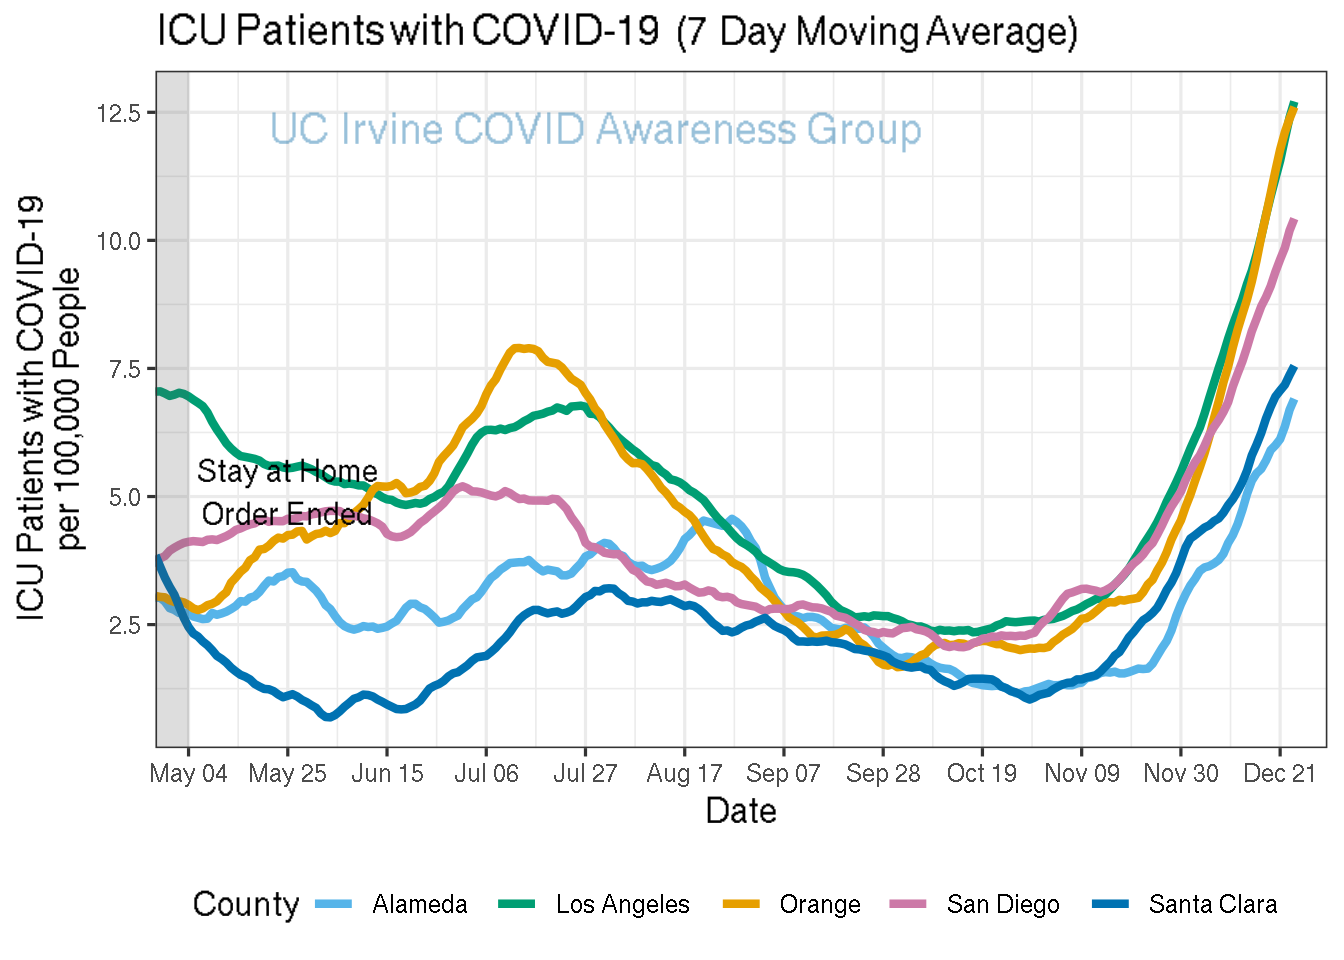 ICU Patients with COVID-19 (7 Day Moving Average)
UC Irvine COVID Awareness Group
ICU Patients with COVID-19
per 100,000 People
12.5
10.0
7.5
5.0
2.5
Stay at Home
Order Ended
May 04 May 25 Jun 15 Jul 06 Jul 27 Aug 17 Sep 07 Sep 28 Oct 19 Nov 09 Nov 30 Dec 21
Date
County Alameda Los Angeles Orange San Diego Santa Clara